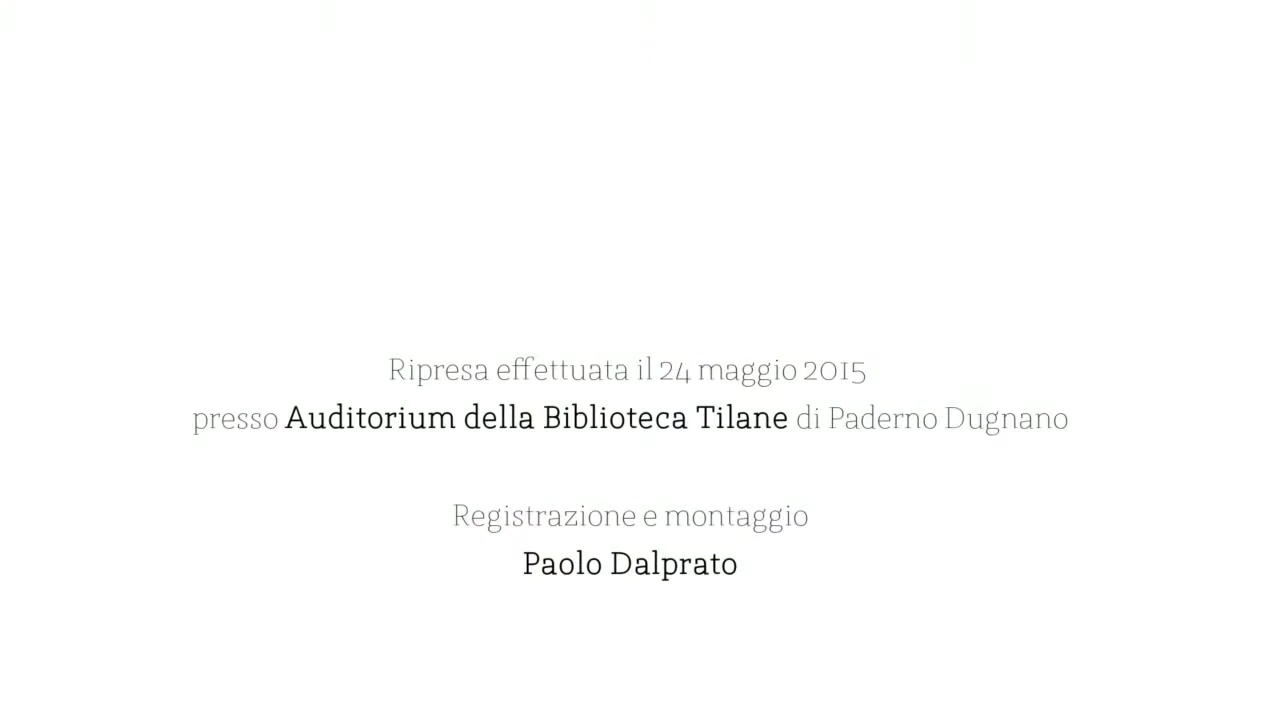 Ripresa effettuata il 24 maggio 2015
presso Auditorium della Biblioteca Tilane di Paderno Dugnano
Registrazione e montaggio
Paolo Dalprato